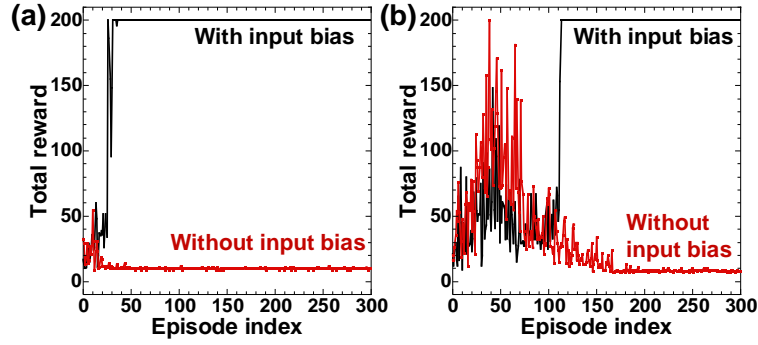 (a)
Total reward
200
150
100
50
0
With input bias
Without input bias
0 50 100 150 200 250 300
Episode index
(b)
Total reward
200
150
100
50
0
With input bias
Without
input bias
0 50 100 150 200 250 300
Episode index